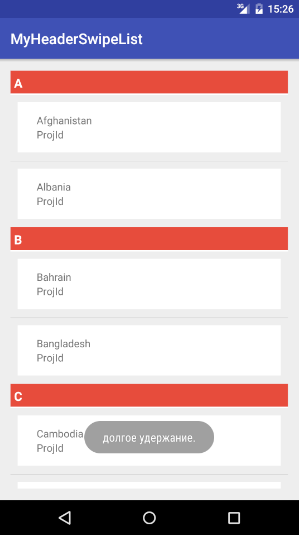 3G 15:26
MyHeaderSwipeList
A
Afghanistan
ProjId
Albania
ProjId
B
Bahrain
ProjId
Bangladesh
ProjId
C
Cambodia
ProjId
долгое удержание.